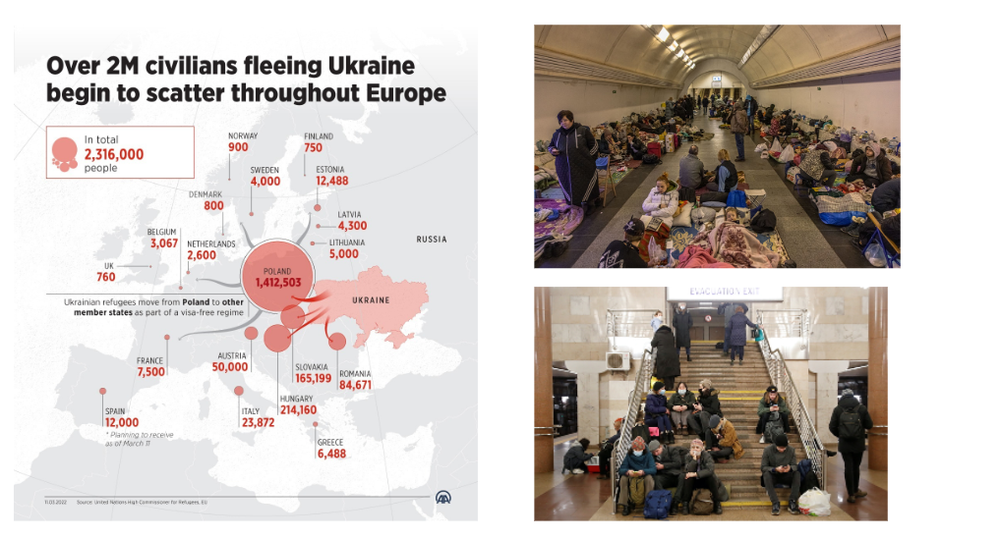 Over 2M civilians fleeing Ukraine
begin to scatter throughout Europe
In total
2,316,000
people
NORWAY
900
FINLAND
750
SWEDEN
4,000
ESTONIA
12,488
DENMARK
800
LATVIA
4,300
BELGIUM
3,067
NETHERLANDS
2,600
LITHUANIA
5,000
RUSSIA
UK
760
POLAND
1,412,503
UKRAINE
Ukrainian refugees move from Poland to other
member states as part of a visa-free regime
FRANCE
7,500
AUSTRIA
50,000
SLOVAKIA
165,199
ROMANIA
84,671
HUNGARY
214,160
SPAIN
12,000
* Planning to receive
as of March 11
ITALY
23,872
GREECE
6,488
11.03.2022 Source: United Nations High Commissioner for Refugees, EU
AA
EVACUATION EXIT